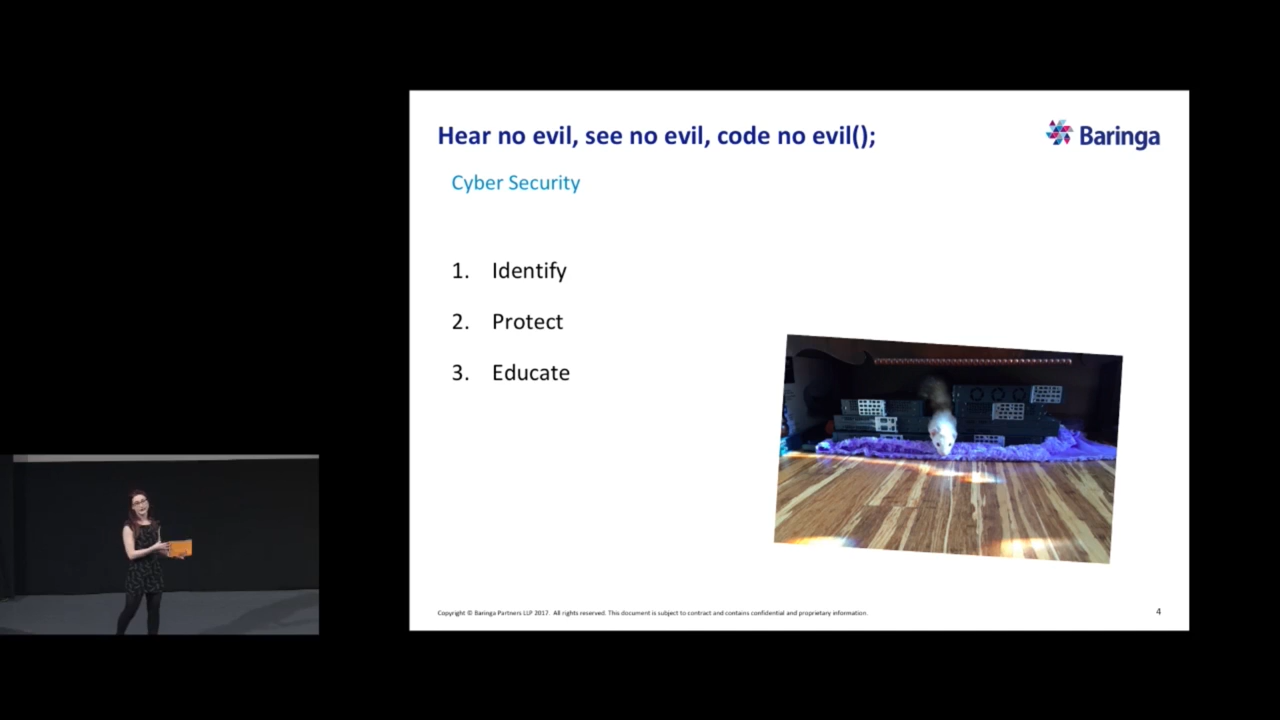 Hear no evil, see no evil, code no evil();
Baringa
Cyber Security
1. Identify
2. Protect
3. Educate
Copyright © Baringa Partners LLP 2017. All rights reserved. This document is subject to contract and contains confidential and proprietary information.
4